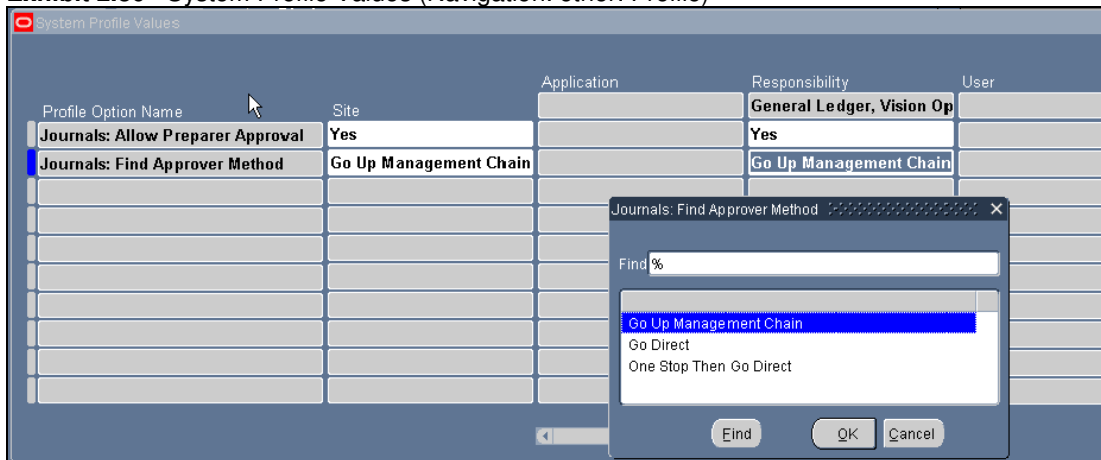 System Profile Values
Application Responsibility User
Profile Option Name Site General Ledger, Vision Op
Journals: Allow Preparer Approval Yes Yes
Journals: Find Approver Method Go Up Management Chain Go Up Management Chain
Journals: Find Approver Method
Find %
Go Up Management Chain
Go Direct
One Stop Then Go Direct
Find OK Cancel